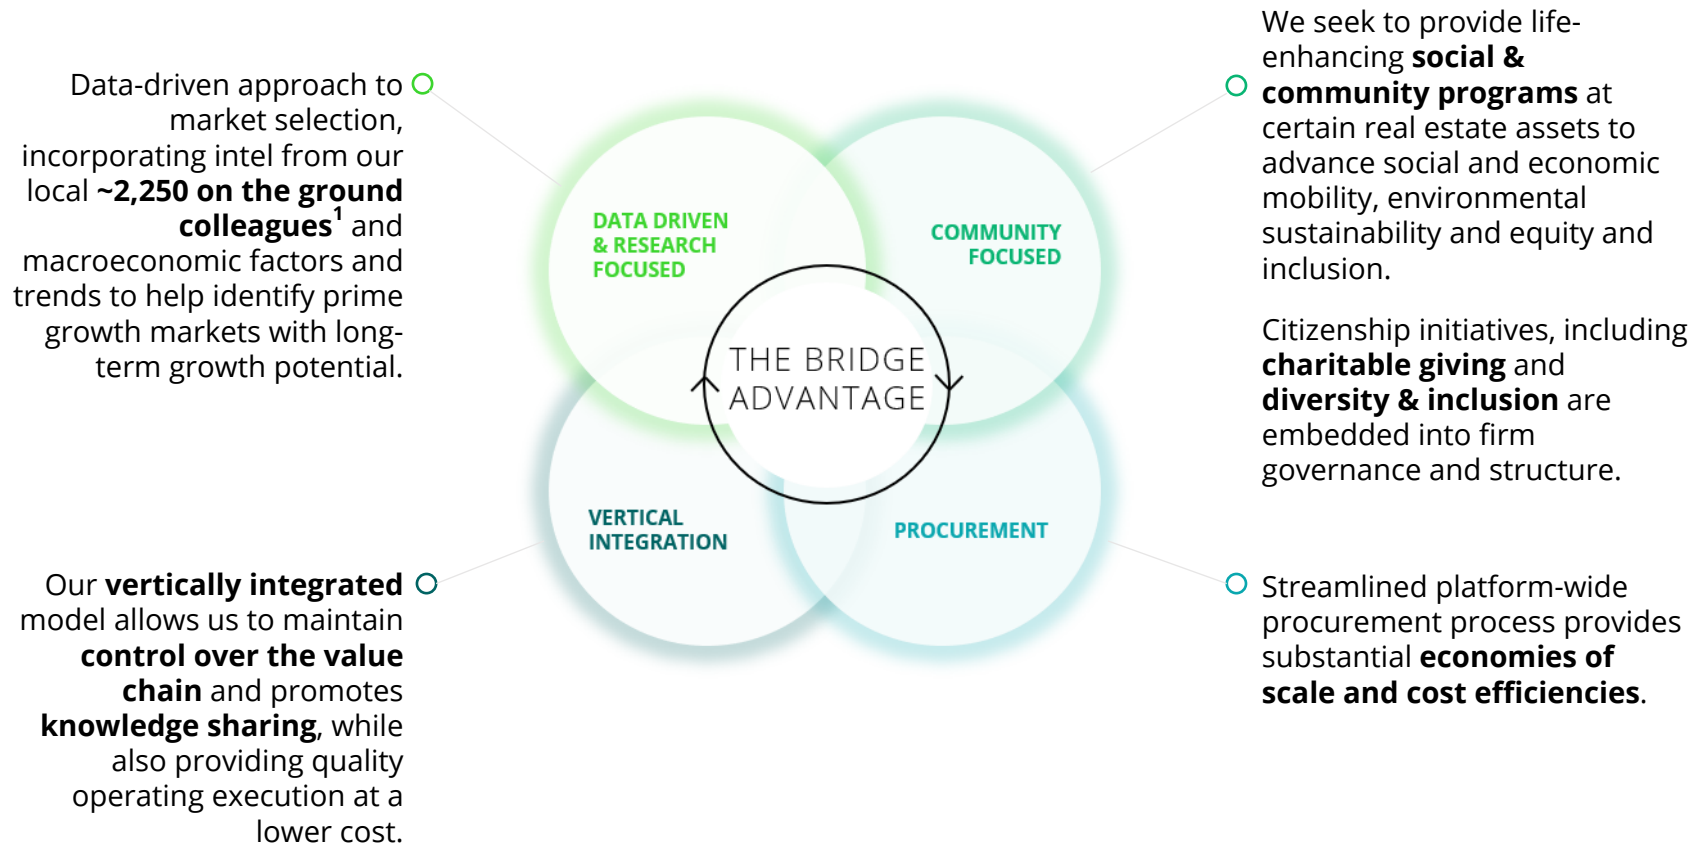 Data-driven approach to
market selection,
incorporating intel from our
local ~2,250 on the ground
colleagues¹ and
macroeconomic factors and
trends to help identify prime
growth markets with long-
term growth potential.
Our vertically integrated
model allows us to maintain
control over the value
chain and promotes
knowledge sharing, while
also providing quality
operating execution at a
lower cost.
DATA DRIVEN
& RESEARCH
FOCUSED
COMMUNITY
FOCUSED
THE BRIDGE
ADVANTAGE
VERTICAL
INTEGRATION
PROCUREMENT
We seek to provide life-
enhancing social &
community programs at
certain real estate assets to
advance social and economic
mobility, environmental
sustainability and equity and
inclusion.
Citizenship initiatives, including
charitable giving and
diversity & inclusion are
embedded into firm
governance and structure.
Streamlined platform-wide
procurement process provides
substantial economies of
scale and cost efficiencies.